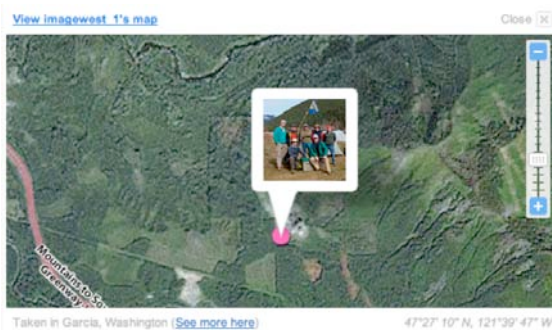 View imagewest_1's map
Close
Mountains to Sou
Greenway
Taken in Garcia, Washington (See more here)
47°27' 10" N, 121°39' 47" W